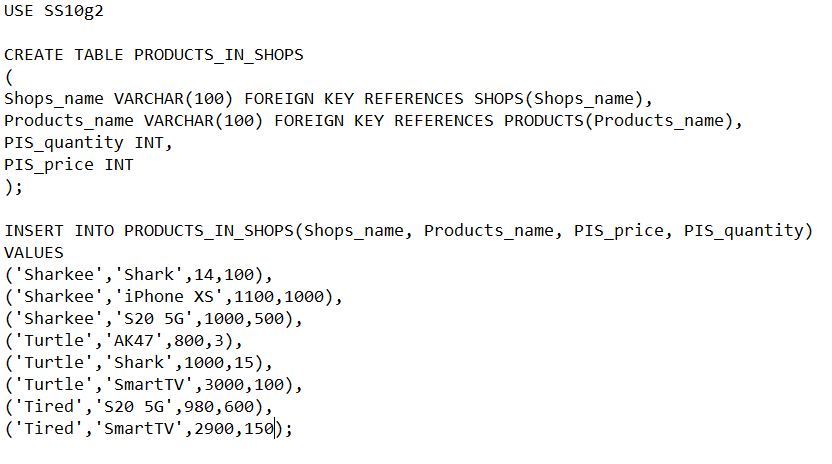 USE SS10g2
CREATE TABLE PRODUCTS_IN_SHOPS
(
Shops_name VARCHAR(100) FOREIGN KEY REFERENCES SHOPS(Shops_name),
Products_name VARCHAR(100) FOREIGN KEY REFERENCES PRODUCTS(Products_name),
PIS_quantity INT,
PIS_price INT
);
INSERT INTO PRODUCTS_IN_SHOPS(Shops_name, Products_name, PIS_price, PIS_quantity)
VALUES
('Sharkee','Shark',14,100),
('Sharkee','iPhone XS',1100,1000),
('Sharkee','S20 5G',1000,500),
('Turtle','AK47',800,3),
('Turtle','Shark',1000,15),
('Turtle','SmartTV',3000,100),
('Tired','S20 5G',980,600),
('Tired','SmartTV',2900,150);